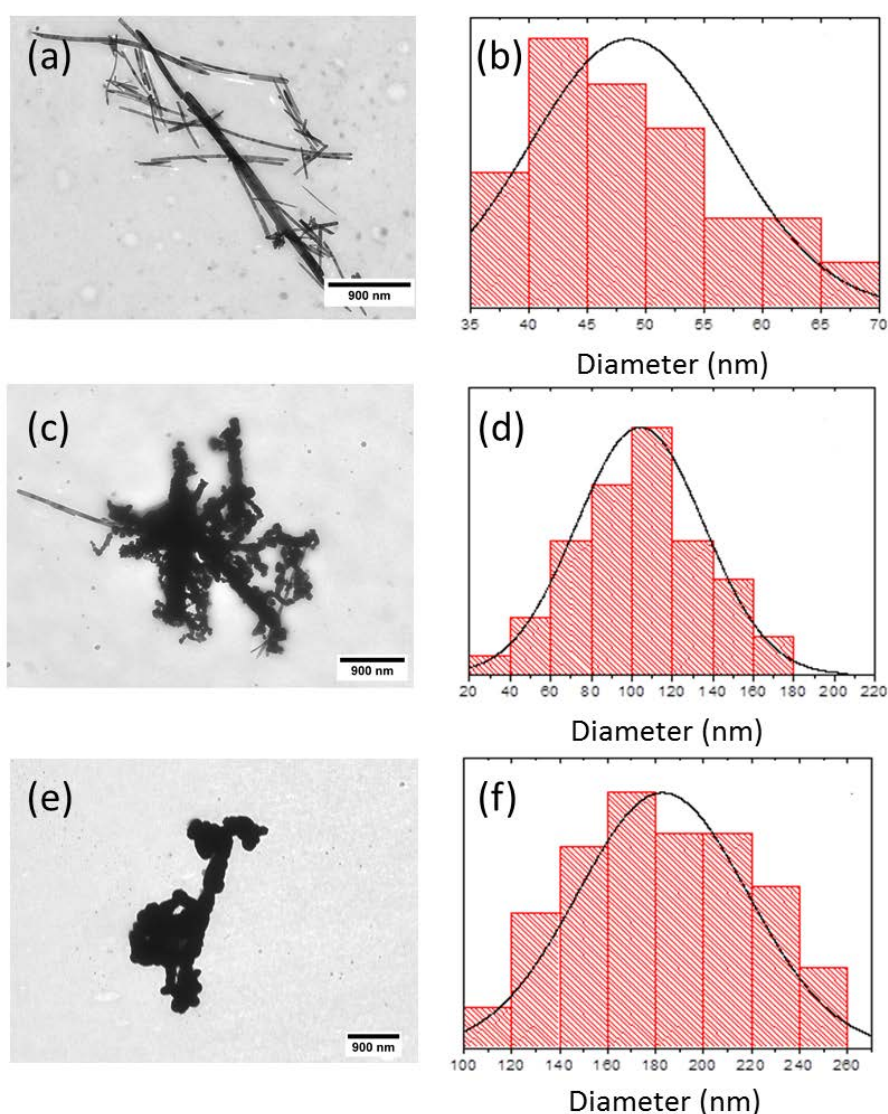 (a)
900 nm
(b)
35 40 45 50 55 60 65 70
Diameter (nm)
(c)
900 nm
(d)
20 40 60 80 100 120 140 160 180 200 220
Diameter (nm)
(e)
900 nm
(f)
100 120 140 160 180 200 220 240 260
Diameter (nm)